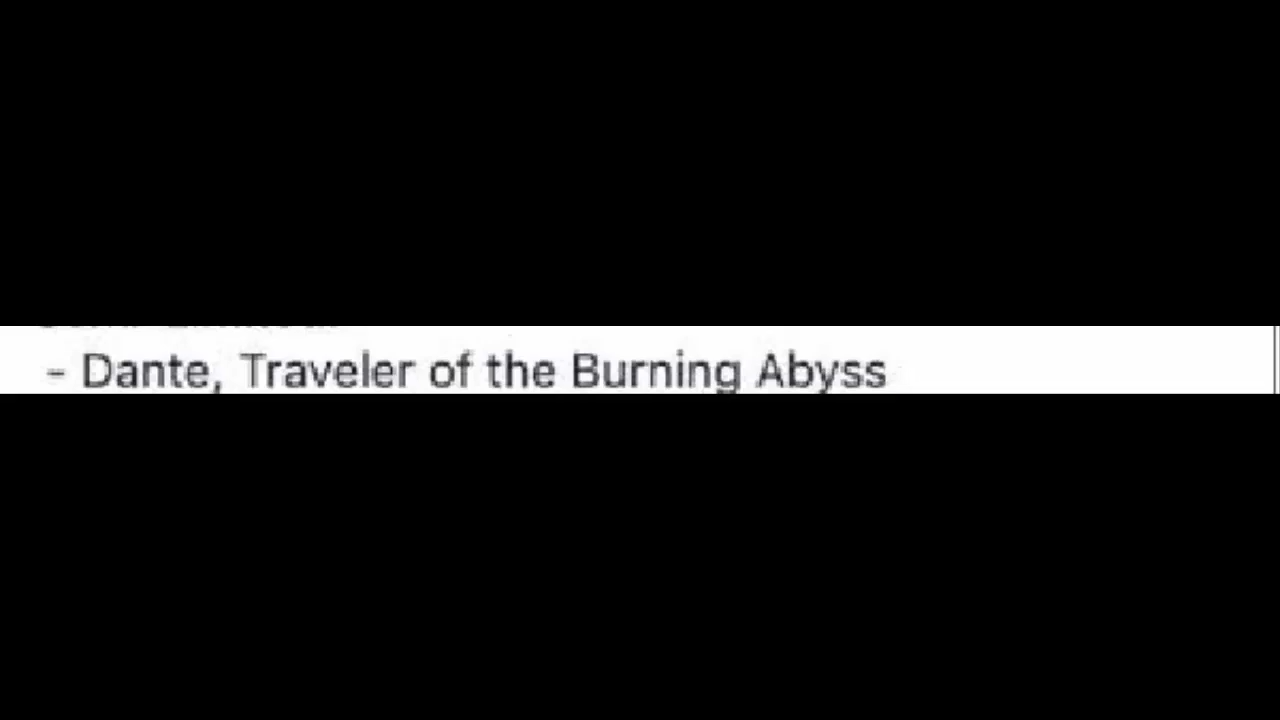 - Dante, Traveler of the Burning Abyss